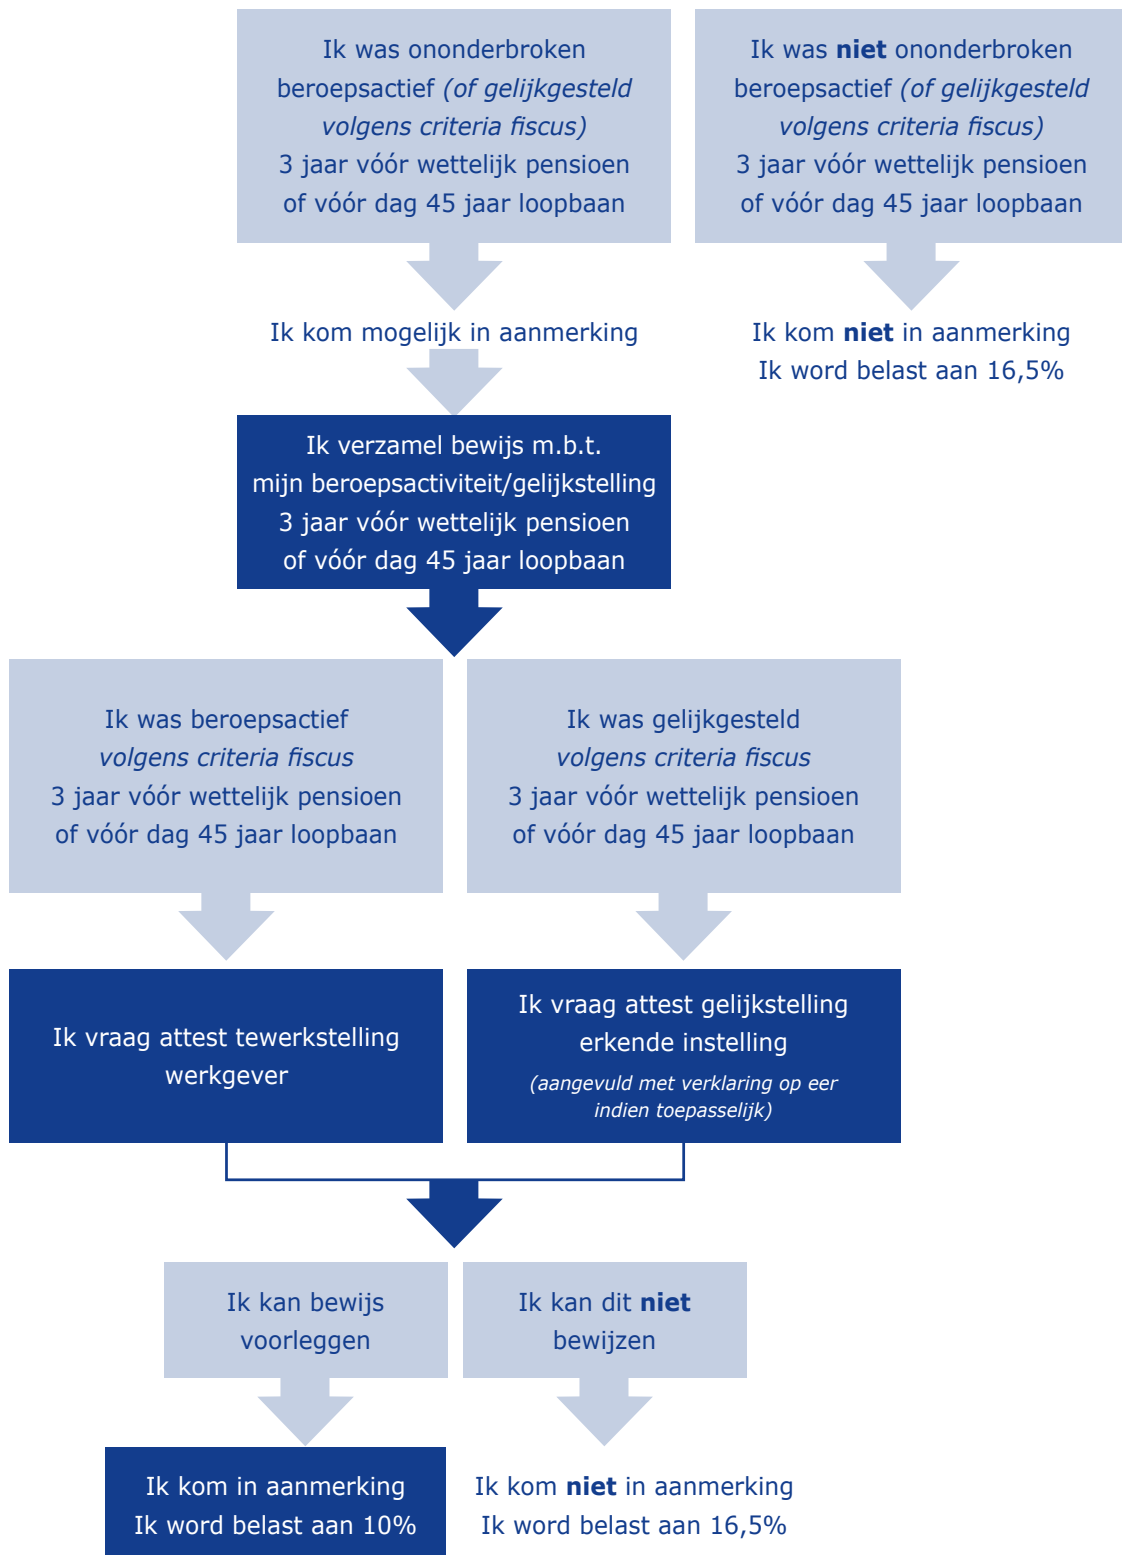 Ik was ononderbroken
beroepsactief (of gelijkgesteld
volgens criteria fiscus)
3 jaar vóór wettelijk pensioen
of vóór dag 45 jaar loopbaan
Ik was niet ononderbroken
beroepsactief (of gelijkgesteld
volgens criteria fiscus)
3 jaar vóór wettelijk pensioen
of vóór dag 45 jaar loopbaan
Ik kom mogelijk in aanmerking
Ik kom niet in aanmerking
Ik word belast aan 16,5%
Ik verzamel bewijs m.b.t.
mijn beroepsactiviteit/gelijkstelling
3 jaar vóór wettelijk pensioen
of vóór dag 45 jaar loopbaan
Ik was beroepsactief
volgens criteria fiscus
3 jaar vóór wettelijk pensioen
of vóór dag 45 jaar loopbaan
Ik was gelijkgesteld
volgens criteria fiscus
3 jaar vóór wettelijk pensioen
of vóór dag 45 jaar loopbaan
Ik vraag attest tewerkstelling
werkgever
Ik vraag attest gelijkstelling
erkende instelling
(aangevuld met verklaring op eer
indien toepasselijk)
Ik kan bewijs
voorleggen
Ik kan dit niet
bewijzen
Ik kom in aanmerking
Ik word belast aan 10%
Ik kom niet in aanmerking
Ik word belast aan 16,5%